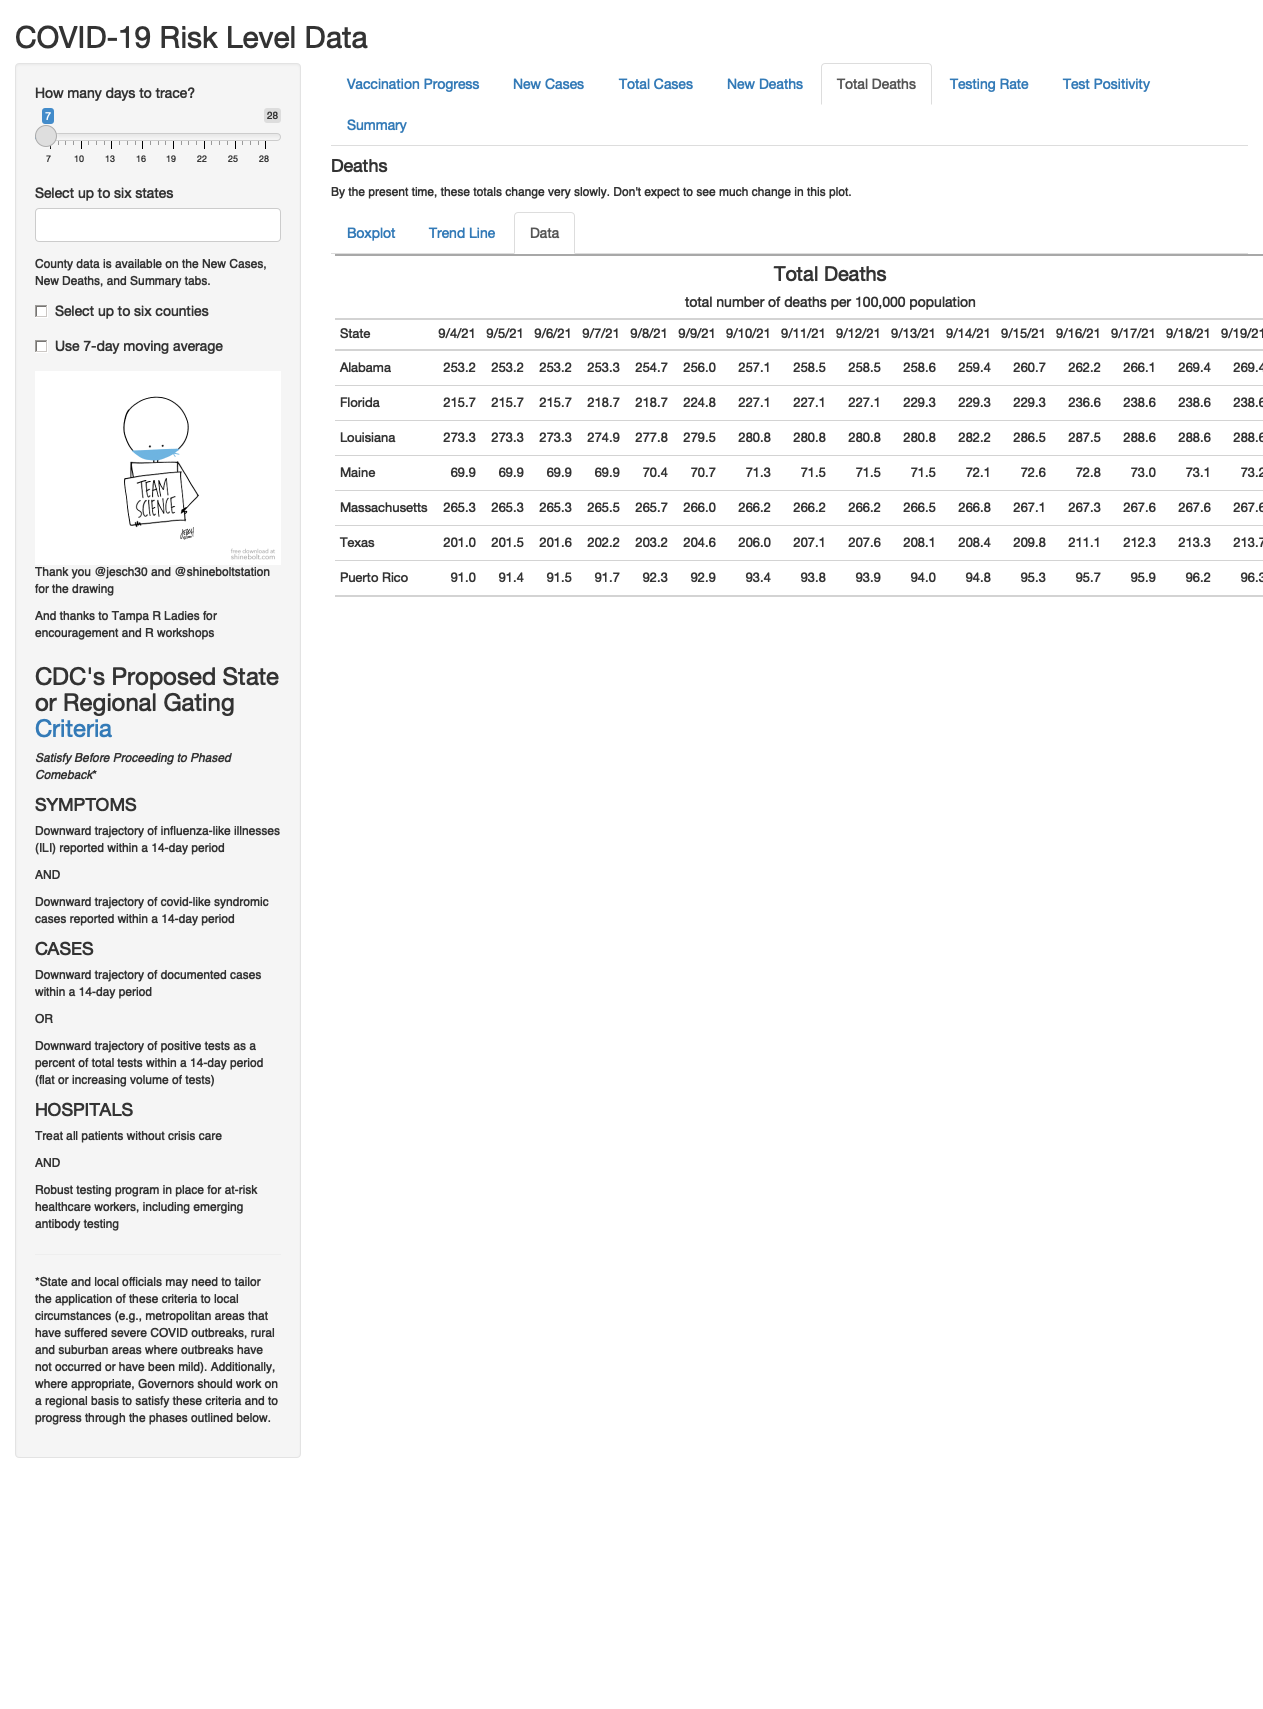 COVID-19 Risk Level Data
How many days to trace?
7 28
7 10 13 16 19 22 25 28
Select up to six states
County data is available on the New Cases,
New Deaths, and Summary tabs.
Select up to six counties
Use 7-day moving average
TEAM
SCIENCE
free download at
shinebolt.com
Thank you @jesch30 and @shineboltstation
for the drawing
And thanks to Tampa R Ladies for
encouragement and R workshops
CDC's Proposed State
or Regional Gating
Criteria
Satisfy Before Proceeding to Phased
Comeback*
SYMPTOMS
Downward trajectory of influenza-like illnesses
(ILI) reported within a 14-day period
AND
Downward trajectory of covid-like syndromic
cases reported within a 14-day period
CASES
Downward trajectory of documented cases
within a 14-day period
OR
Downward trajectory of positive tests as a
percent of total tests within a 14-day period
(flat or increasing volume of tests)
HOSPITALS
Treat all patients without crisis care
AND
Robust testing program in place for at-risk
healthcare workers, including emerging
antibody testing
*State and local officials may need to tailor
the application of these criteria to local
circumstances (e.g., metropolitan areas that
have suffered severe COVID outbreaks, rural
and suburban areas where outbreaks have
not occurred or have been mild). Additionally,
where appropriate, Governors should work on
a regional basis to satisfy these criteria and to
progress through the phases outlined below.
Vaccination Progress New Cases Total Cases New Deaths Total Deaths Testing Rate Test Positivity
Summary
Deaths
By the present time, these totals change very slowly. Don't expect to see much change in this plot.
Boxplot Trend Line Data
Total Deaths
total number of deaths per 100,000 population
State 9/4/21 9/5/21 9/6/21 9/7/21 9/8/21 9/9/21 9/10/21 9/11/21 9/12/21 9/13/21 9/14/21 9/15/21 9/16/21 9/17/21 9/18/21 9/19/21
Alabama 253.2 253.2 253.2 253.3 254.7 256.0 257.1 258.5 258.5 258.6 259.4 260.7 262.2 266.1 269.4 269.4
Florida 215.7 215.7 215.7 218.7 218.7 224.8 227.1 227.1 227.1 229.3 229.3 229.3 236.6 238.6 238.6 238.6
Louisiana 273.3 273.3 273.3 274.9 277.8 279.5 280.8 280.8 280.8 280.8 282.2 286.5 287.5 288.6 288.6 288.6
Maine 69.9 69.9 69.9 69.9 70.4 70.7 71.3 71.5 71.5 71.5 72.1 72.6 72.8 73.0 73.1 73.2
Massachusetts 265.3 265.3 265.3 265.5 265.7 266.0 266.2 266.2 266.2 266.5 266.8 267.1 267.3 267.6 267.6 267.6
Texas 201.0 201.5 201.6 202.2 203.2 204.6 206.0 207.1 207.6 208.1 208.4 209.8 211.1 212.3 213.3 213.7
Puerto Rico 91.0 91.4 91.5 91.7 92.3 92.9 93.4 93.8 93.9 94.0 94.8 95.3 95.7 95.9 96.2 96.3